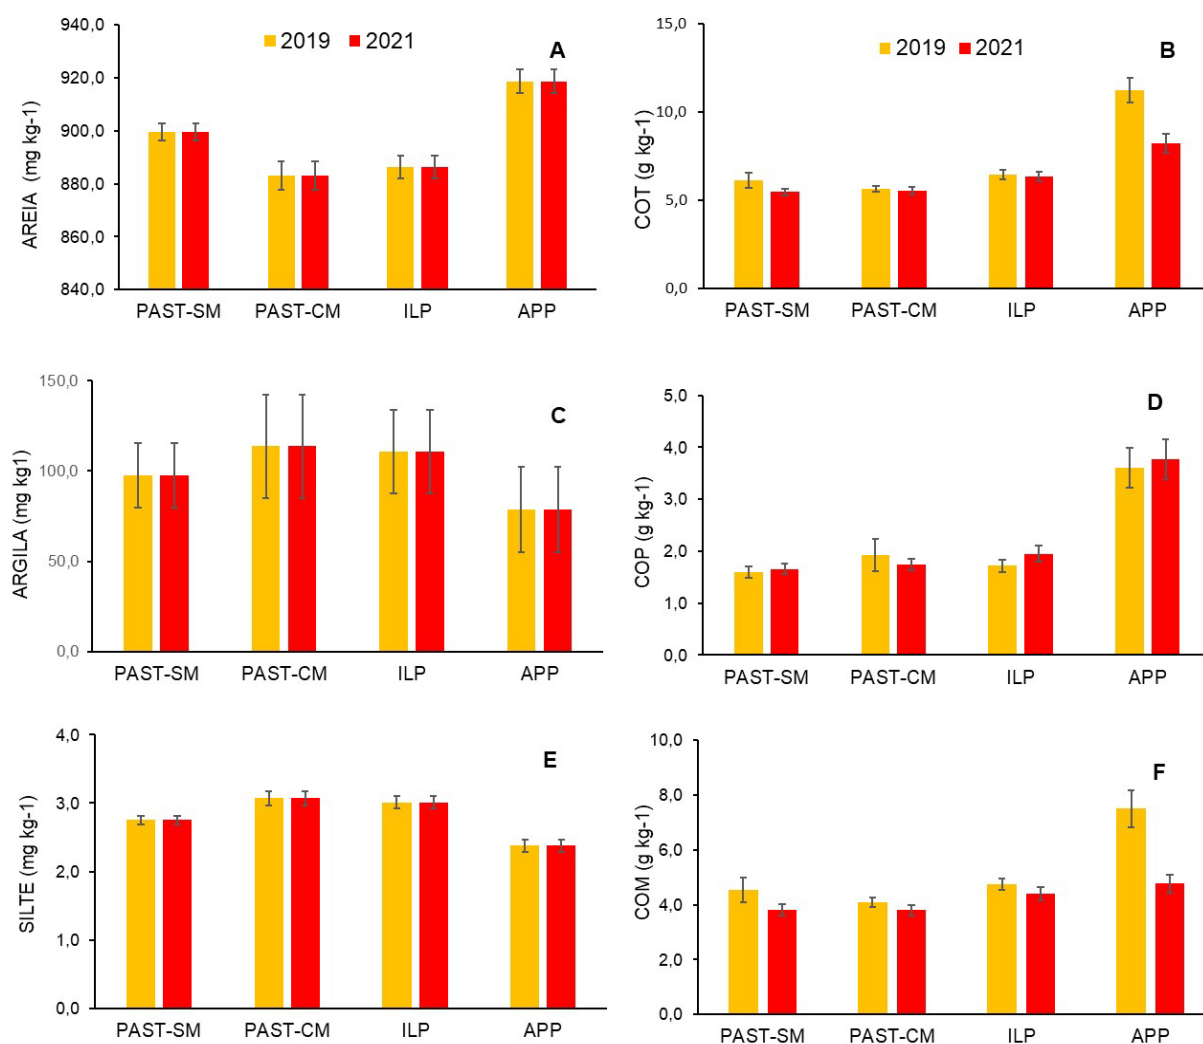 2019 2021
A
AREIA (mg kg-1)
940,0
920,0
900,0
880,0
860,0
840,0
PAST-SM PAST-CM ILP APP
2019 2021
B
COT (g kg-1)
15,0
10,0
5,0
0,0
PAST-SM PAST-CM ILP APP
C
ARGILA (mg kg1)
150,0
100,0
50,0
0,0
PAST-SM PAST-CM ILP APP
D
COP (g kg-1)
5,0
4,0
3,0
2,0
1,0
0,0
PAST-SM PAST-CM ILP APP
E
SILTE (mg kg-1)
4,0
3,0
2,0
1,0
0,0
PAST-SM PAST-CM ILP APP
F
COM (g kg-1)
10,0
8,0
6,0
4,0
2,0
0,0
PAST-SM PAST-CM ILP APP